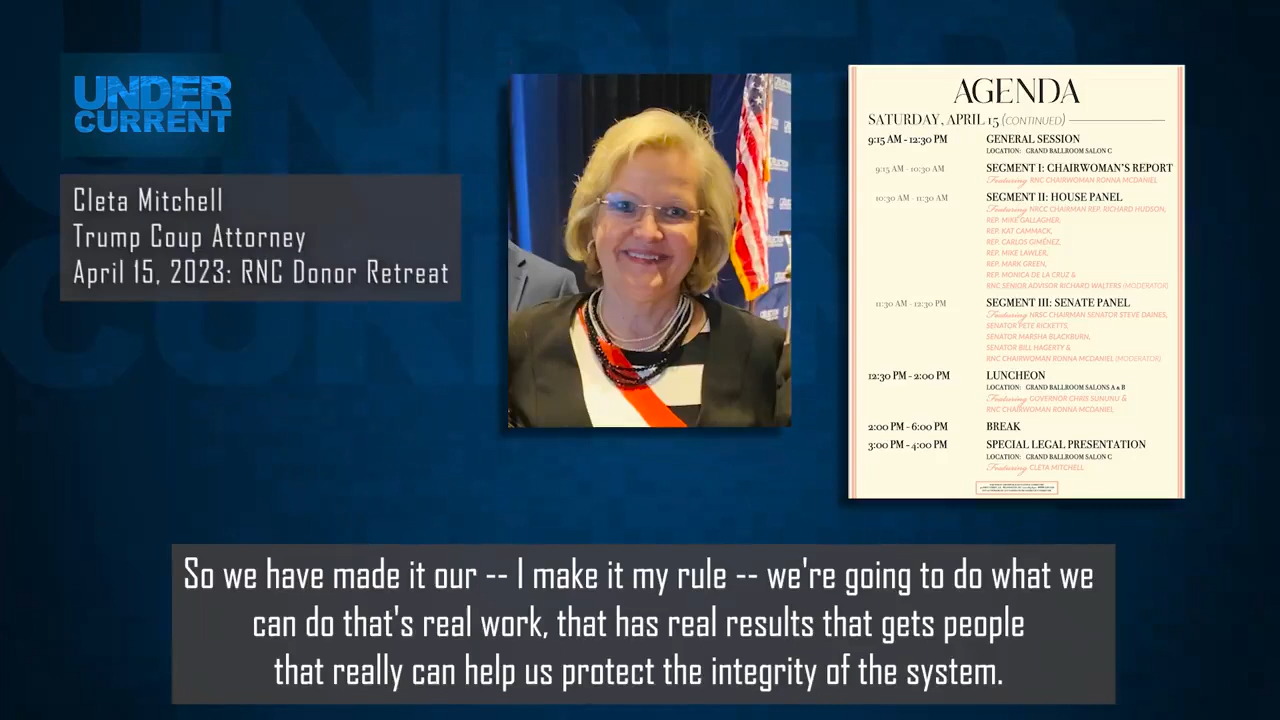 UNDER
CURRENT
Cleta Mitchell
Trump Coup Attorney
April 15, 2023: RNC Donor Retreat
AGENDA
SATURDAY, APRIL 15 (CONTINUED)
9:15 AM - 12:30 PM GENERAL SESSION
LOCATION: GRAND BALLROOM SALON C
9:15 AM - 10:30 AM SEGMENT I: CHAIRWOMAN'S REPORT
Featuring RNC CHAIRWOMAN RONNA MCDANIEL
10:30 AM - 11:30 AM SEGMENT II: HOUSE PANEL
Featuring NRCC CHAIRMAN REP. RICHARD HUDSON,
REP. MIKE GALLAGHER,
REP. KAT CAMMACK,
REP. CARLOS GIMÉNEZ,
REP. MIKE LAWLER,
REP. MARK GREEN,
REP. MONICA DE LA CRUZ &
RNC SENIOR ADVISOR RICHARD WALTERS (MODERATOR)
11:30 AM - 12:30 PM SEGMENT III: SENATE PANEL
Featuring NRSC CHAIRMAN SENATOR STEVE DAINES,
SENATOR PETE RICKETTS,
SENATOR MARSHA BLACKBURN,
SENATOR BILL HAGERTY &
RNC CHAIRWOMAN RONNA MCDANIEL (MODERATOR)
12:30 PM - 2:00 PM LUNCHEON
LOCATION: GRAND BALLROOM SALONS A & B
Featuring GOVERNOR CHRIS SUNUNU &
RNC CHAIRWOMAN RONNA MCDANIEL
2:00 PM - 6:00 PM BREAK
3:00 PM - 4:00 PM SPECIAL LEGAL PRESENTATION
LOCATION: GRAND BALLROOM SALON C
Featuring CLETA MITCHELL
So we have made it our -- I make it my rule -- we're going to do what we
can do that's real work, that has real results that gets people
that really can help us protect the integrity of the system.